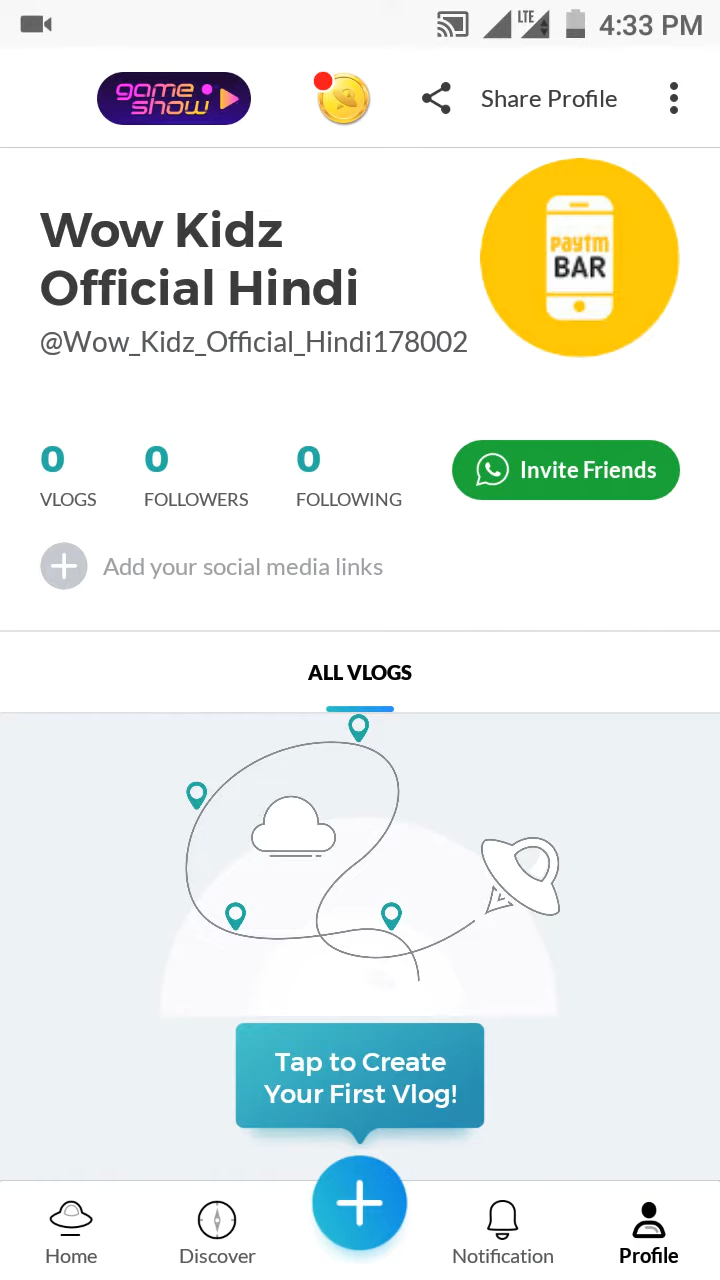 LTE 4:33 PM
game show
Share Profile
Wow Kidz
Official Hindi
paytm
BAR
@Wow_Kidz_Official_Hindi178002
0 0 0
VLOGS FOLLOWERS FOLLOWING
Invite Friends
Add your social media links
ALL VLOGS
Tap to Create
Your First Vlog!
Home Discover Notification Profile